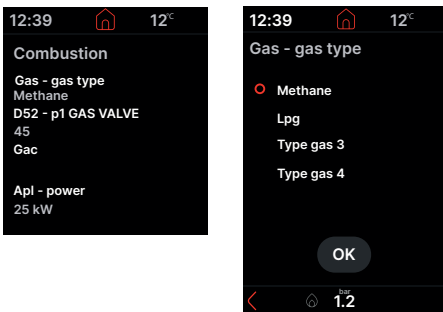 12:39
12°C
Combustion
Gas - gas type
Methane
D52 - p1 GAS VALVE
45
Gac
Apl - power
25 kW
12:39
12°C
Gas - gas type
Methane
Lpg
Type gas 3
Type gas 4
OK
bar
1.2